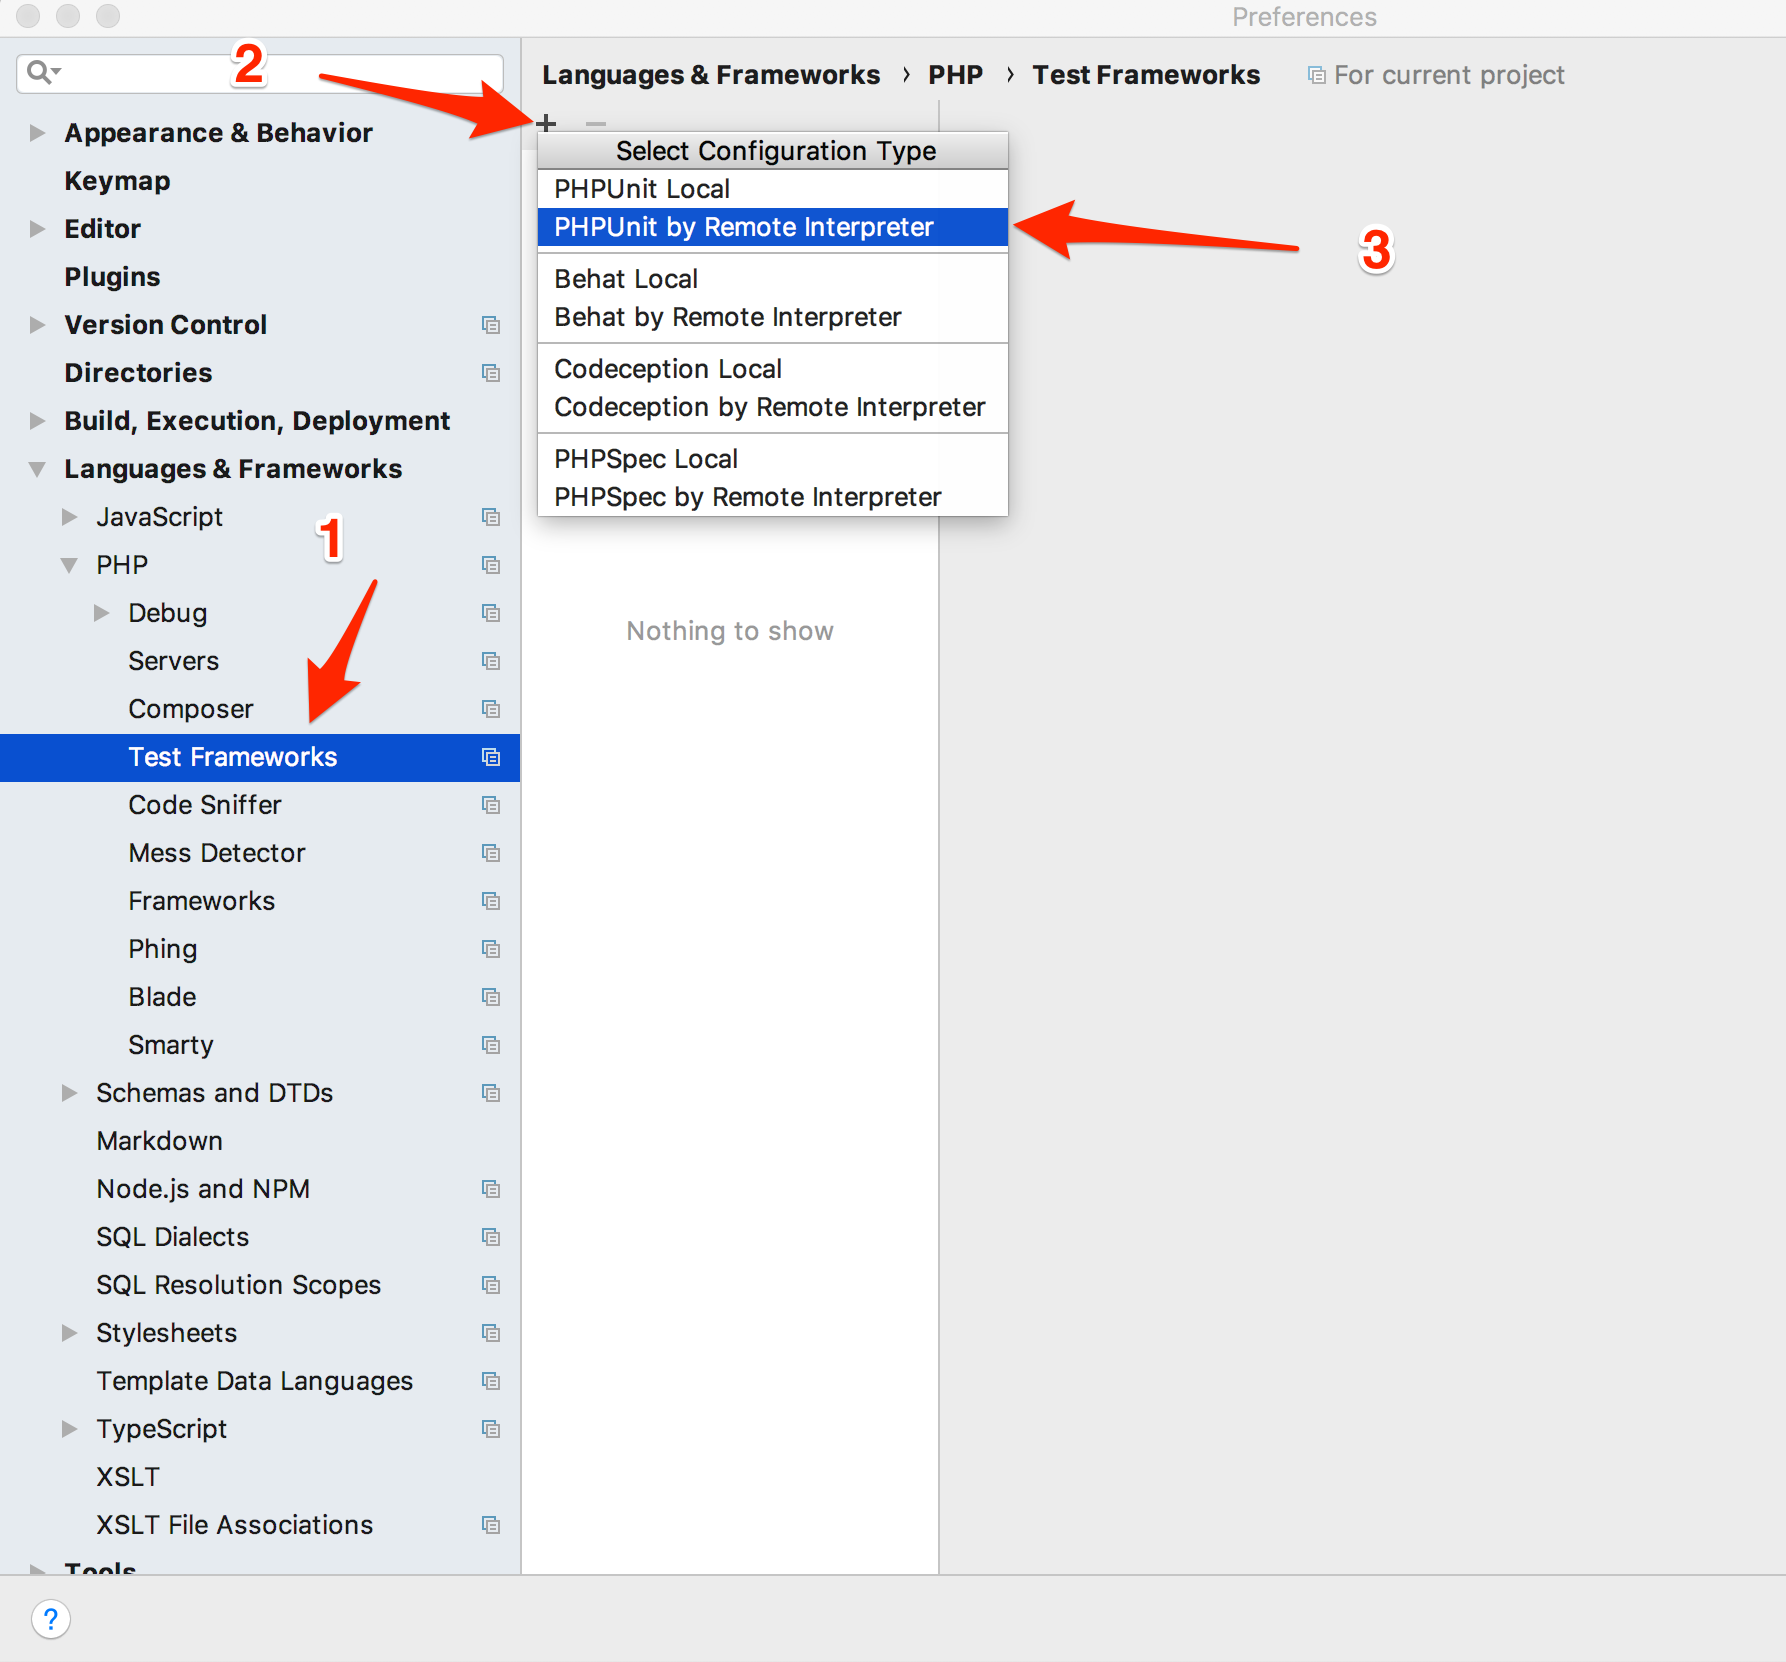 Preferences
2
Languages & Frameworks › PHP › Test Frameworks For current project
Appearance & Behavior
Keymap
Editor
Plugins
Version Control
Directories
Build, Execution, Deployment
Languages & Frameworks
JavaScript
PHP
Debug
Servers
Composer
Test Frameworks
Code Sniffer
Mess Detector
Frameworks
Phing
Blade
Smarty
Schemas and DTDs
Markdown
Node.js and NPM
SQL Dialects
SQL Resolution Scopes
Stylesheets
Template Data Languages
TypeScript
XSLT
XSLT File Associations
Tools
1
Select Configuration Type
PHPUnit Local
PHPUnit by Remote Interpreter
3
Behat Local
Behat by Remote Interpreter
Codeception Local
Codeception by Remote Interpreter
PHPSpec Local
PHPSpec by Remote Interpreter
Nothing to show
?